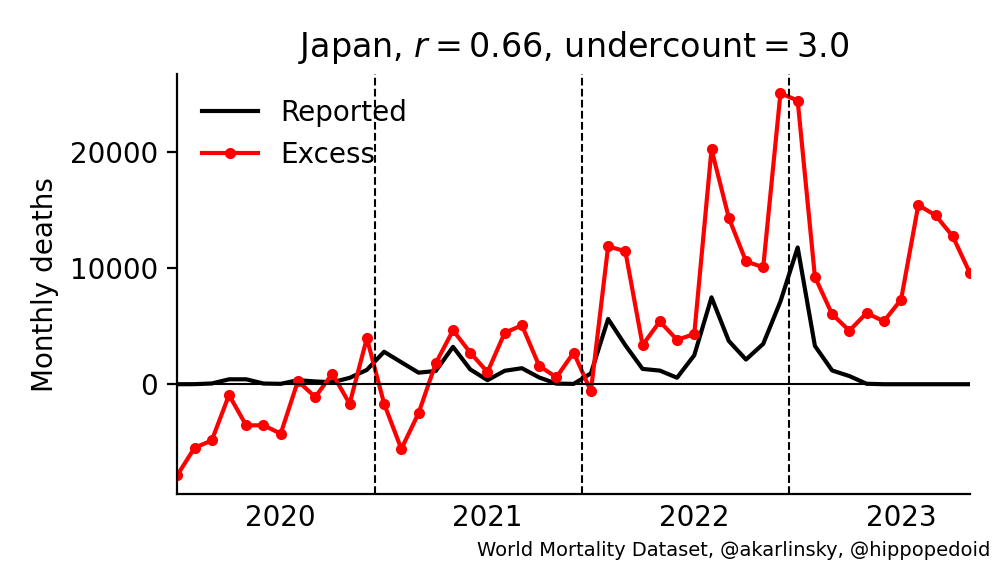 Japan, r = 0.66, undercount = 3.0
Reported
Excess
Monthly deaths
20000
10000
0
2020 2021 2022 2023
World Mortality Dataset, @akarlinsky, @hippopedoid